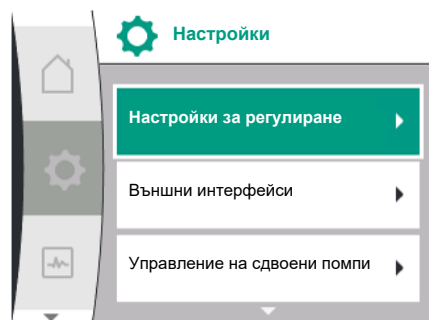 Настройки
Настройки за регулиране
Външни интерфейси
Управление на сдвоени помпи